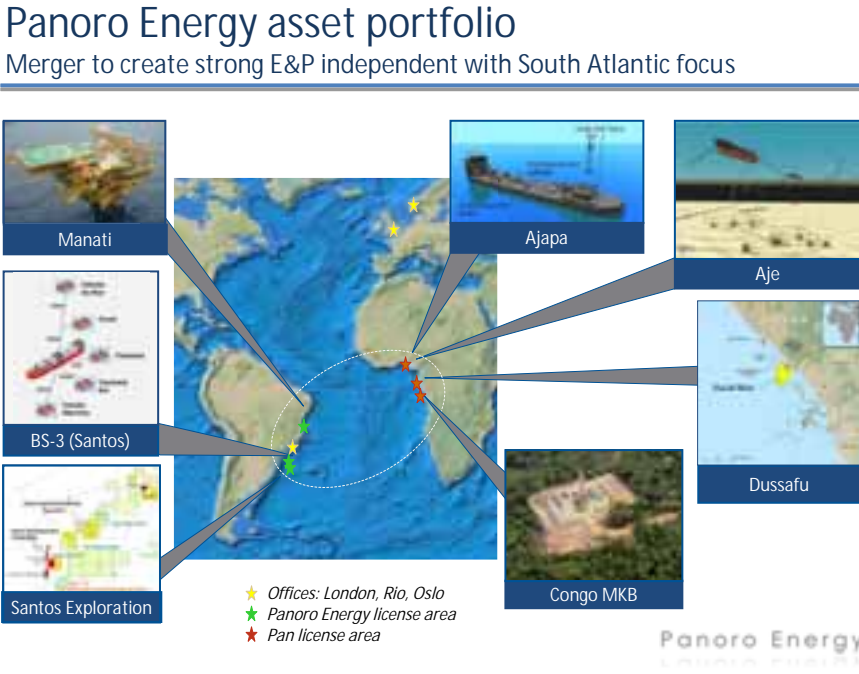 Panoro Energy asset portfolio
Merger to create strong E&P independent with South Atlantic focus
Manati
Ajapa
Aje
BS-3 (Santos)
Dussafu
Santos Exploration
Congo MKB
Offices: London, Rio, Oslo
Panoro Energy license area
Pan license area
Panoro Energy